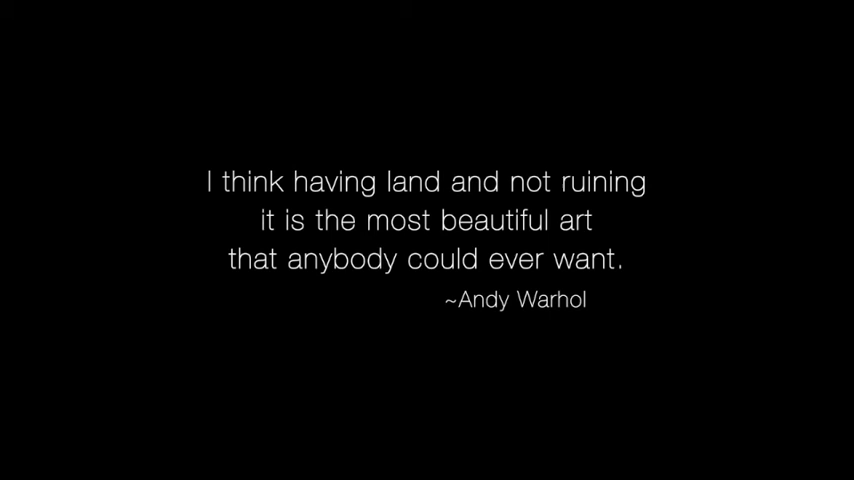 I think having land and not ruining
it is the most beautiful art
that anybody could ever want.
~Andy Warhol